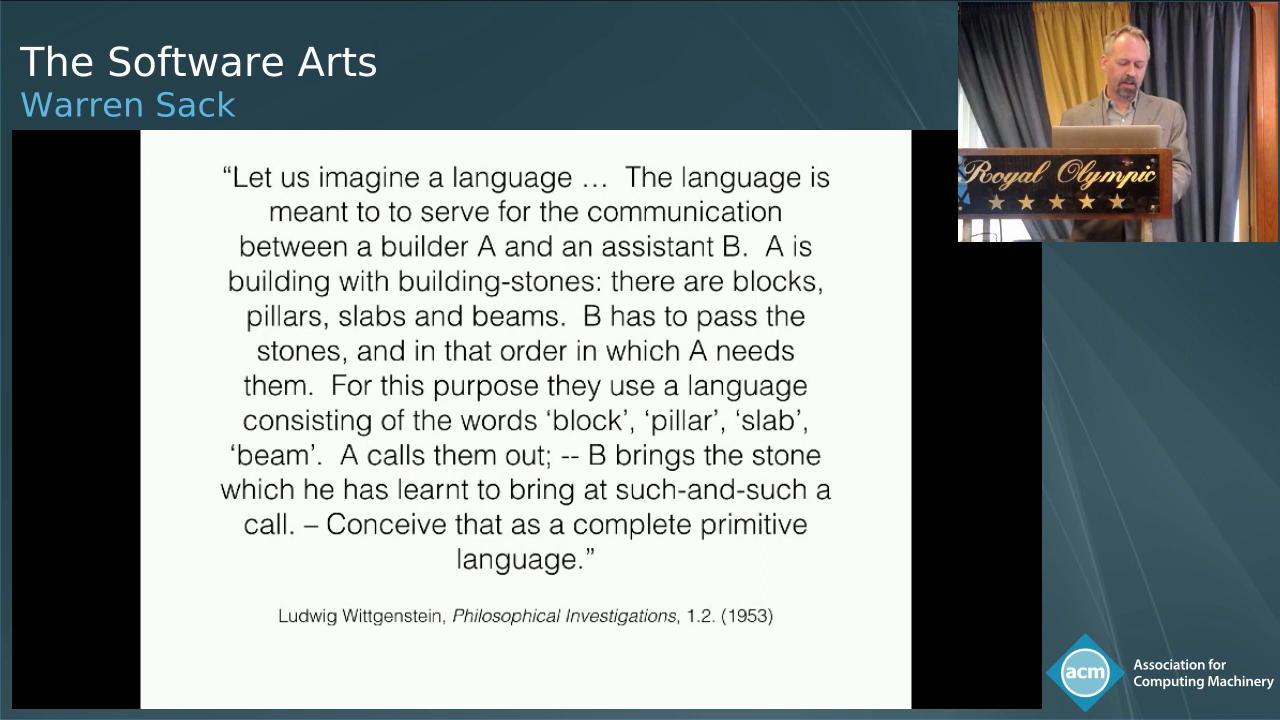 The Software Arts
Warren Sack
“Let us imagine a language … The language is
meant to to serve for the communication
between a builder A and an assistant B. A is
building with building-stones: there are blocks,
pillars, slabs and beams. B has to pass the
stones, and in that order in which A needs
them. For this purpose they use a language
consisting of the words ‘block’, ‘pillar’, ‘slab’,
‘beam’. A calls them out; -- B brings the stone
which he has learnt to bring at such-and-such a
call. – Conceive that as a complete primitive
language.”
Ludwig Wittgenstein, Philosophical Investigations, 1.2. (1953)
Royal Olympic
acm
Association for
Computing Machinery